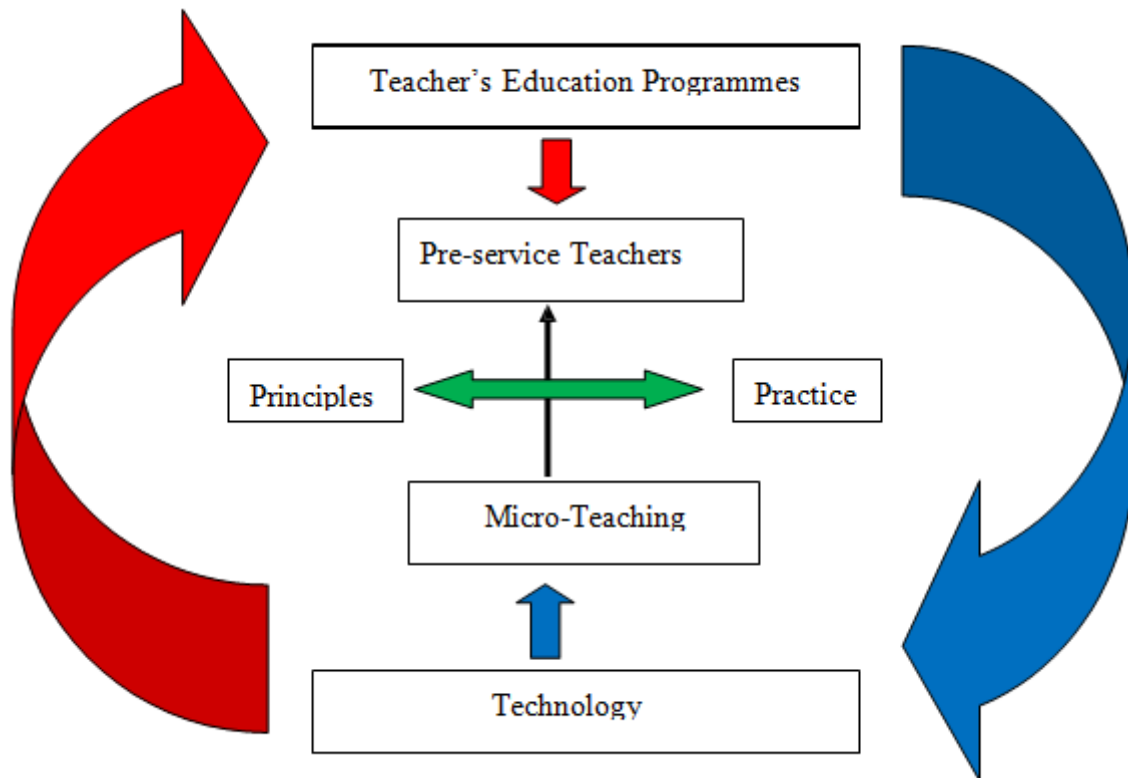 Teacher’s Education Programmes
Pre-service Teachers
Principles
Practice
Micro-Teaching
Technology